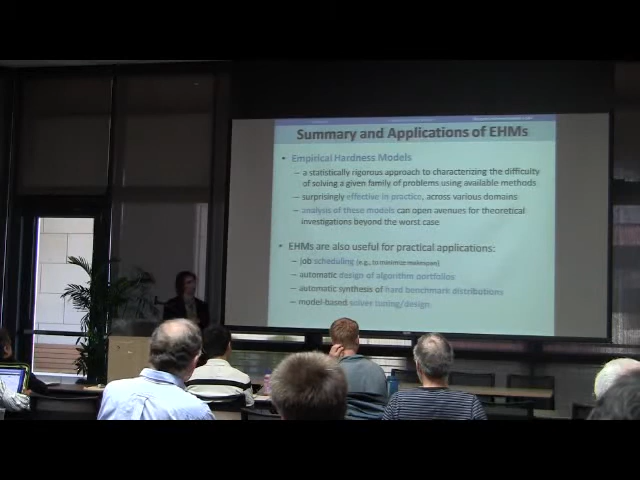 Summary and Applications of EHMs
• Empirical Hardness Models
– a statistically rigorous approach to characterizing the difficulty
of solving a given family of problems using available methods
– surprisingly effective in practice, across various domains
– analysis of these models can open avenues for theoretical
investigations beyond the worst case
• EHMs are also useful for practical applications:
– job scheduling (e.g., to minimize makespan)
– automatic design of algorithm portfolios
– automatic synthesis of hard benchmark distributions
– model-based solver tuning/design